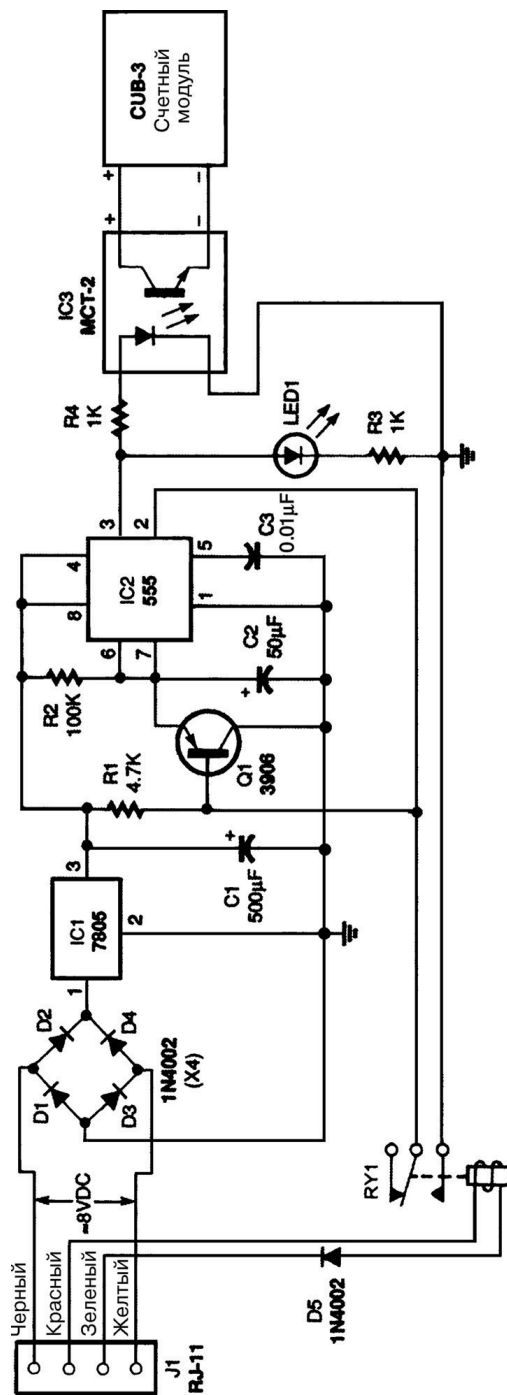 Черный
Красный
Зеленый
Желтый
J1
RJ-11
≈8VDC
D1
D2
D3
D4
1N4002
(X4)
D5
1N4002
RY1
1
IC1
7805
3
2
C1
500µF
+
R1
4.7K
R2
100K
Q1
3906
+
C2
50µF
6
7
8
4
IC2
555
1
5
3
2
C3
0.01µF
R4
1K
LED1
R3
1K
IC3
MCT-2
+
+
–
–
CUB-3
Счетный
модуль